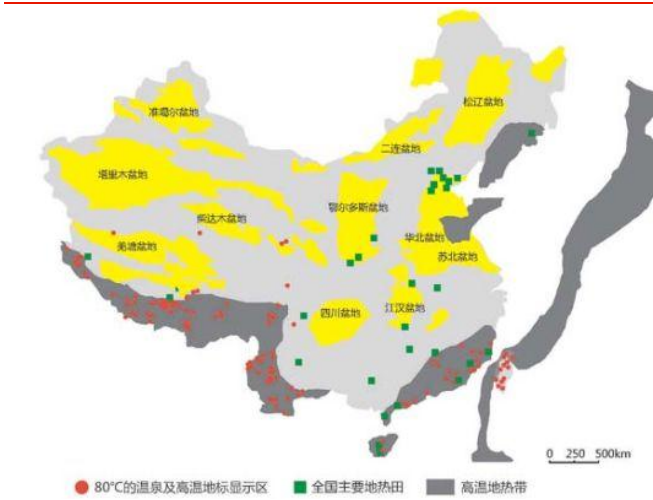 松辽盆地
准噶尔盆地
二连盆地
塔里木盆地
柴达木盆地
鄂尔多斯盆地
羌塘盆地
华北盆地
苏北盆地
四川盆地
江汉盆地
0 250 500km
80℃的温泉及高温地标显示区 全国主要地热田 高温地热带